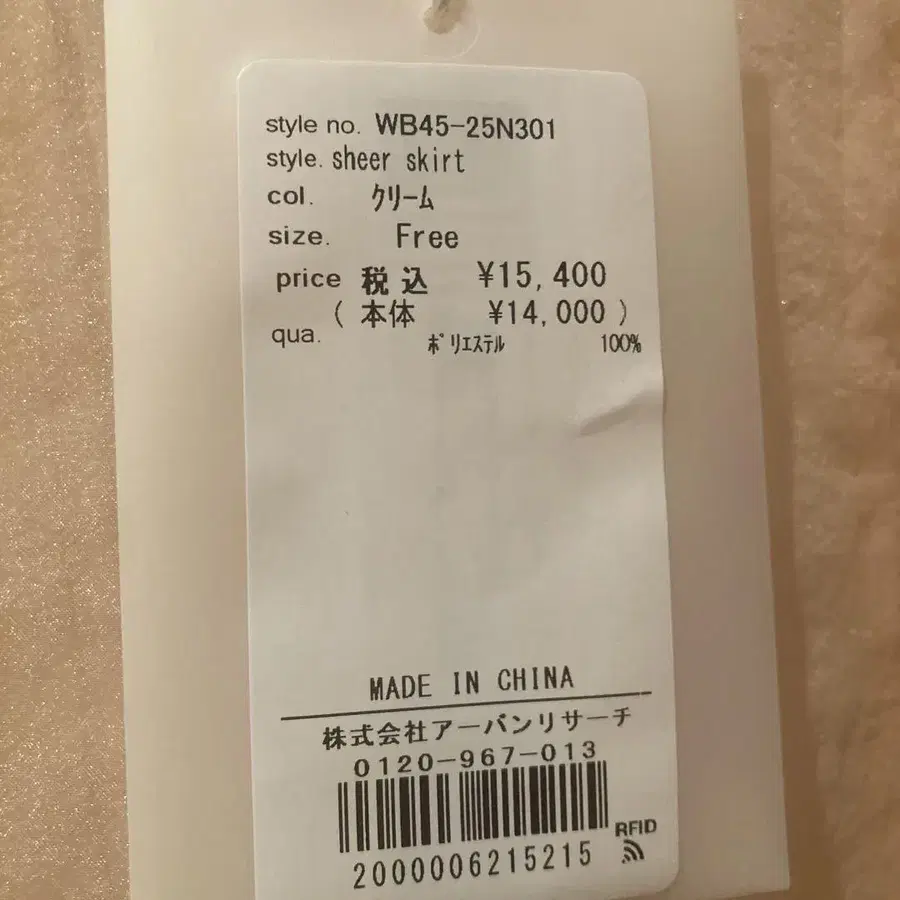 style no. WB45-25N301
style. sheer skirt
col. クリーム
size. Free
price 税込 ¥15,400
( 本体 ¥14,000 )
qua. ポリエステル 100%
MADE IN CHINA
株式会社アーバンリサーチ
0120-967-013
2000006215215
RFID